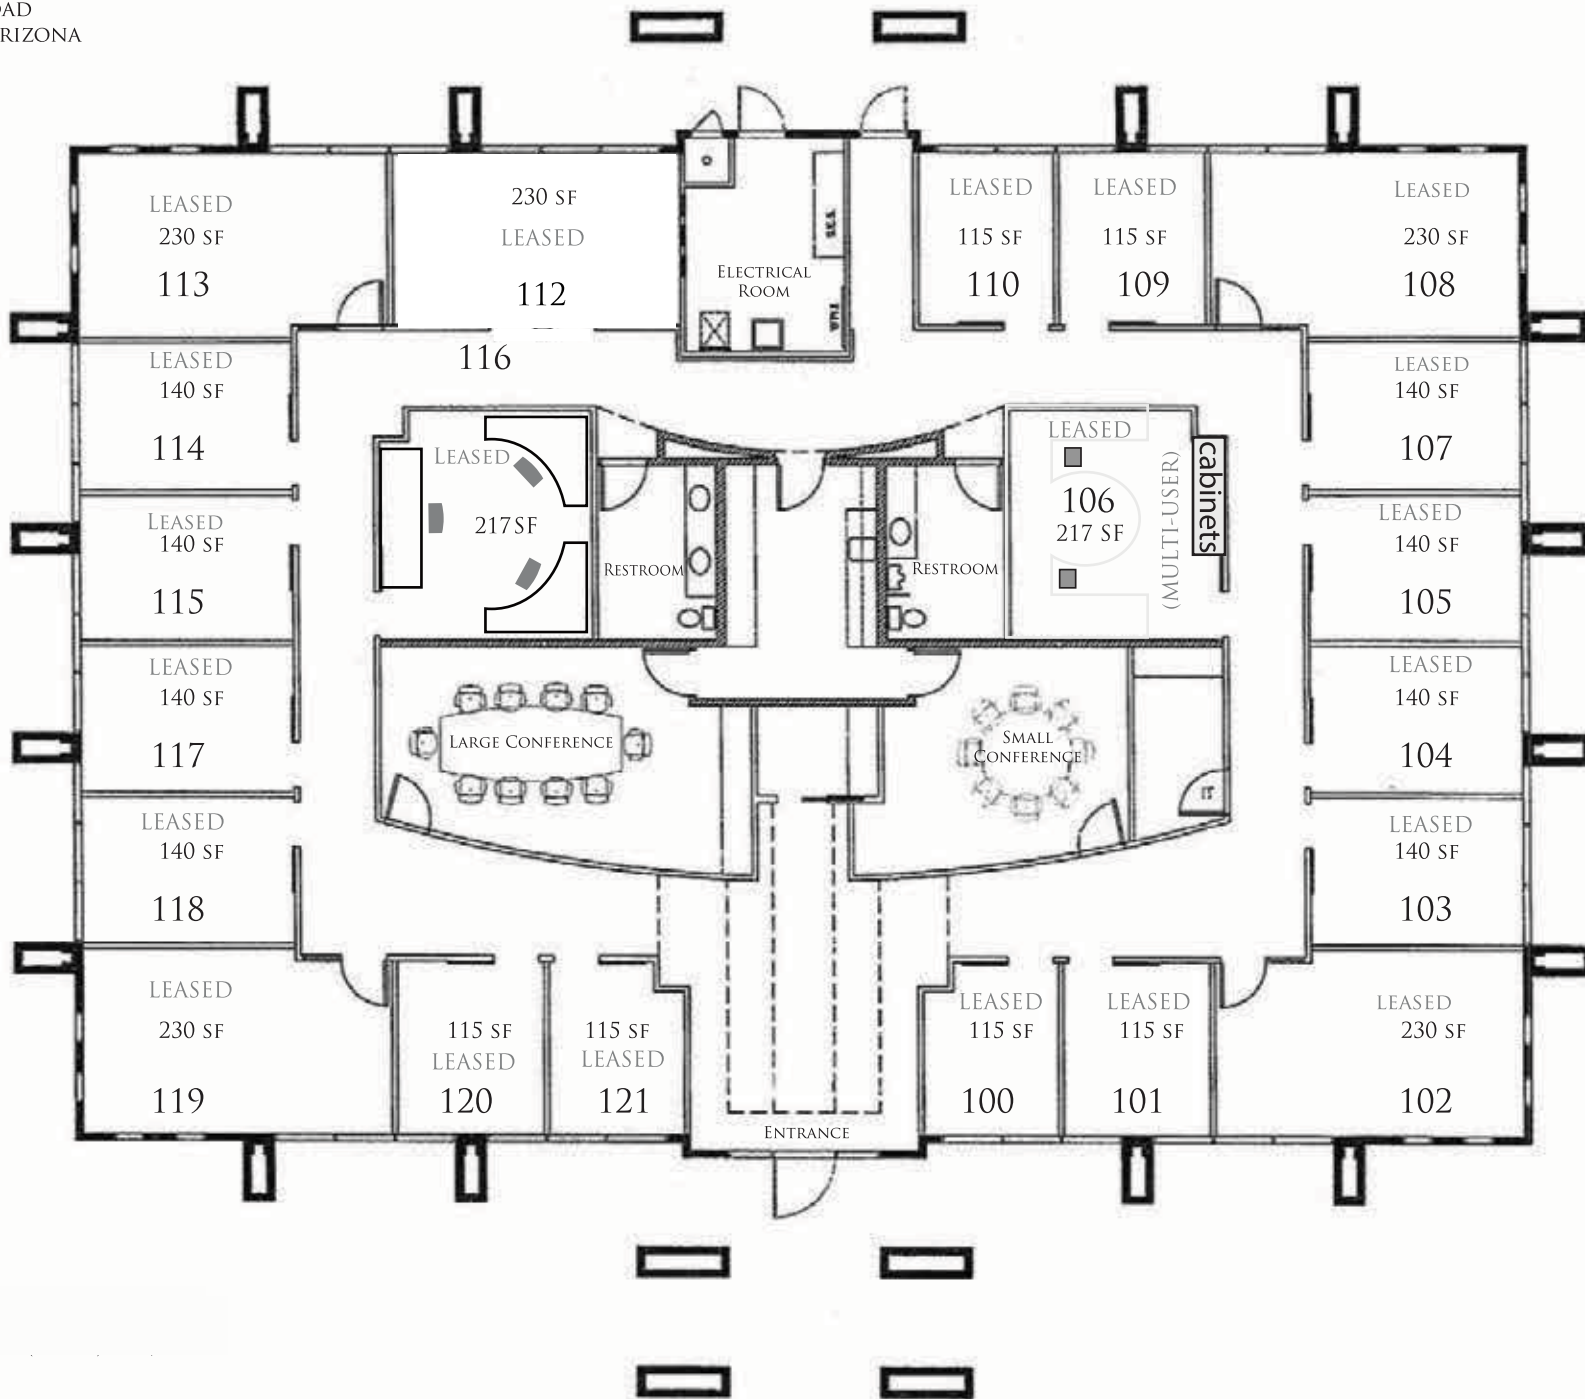 OAD
RIZONA
LEASED
230 SF
113
230 SF
LEASED
112
ELECTRICAL
ROOM
S.E.S.
LEASED
115 SF
110
LEASED
115 SF
109
LEASED
230 SF
108
116
LEASED
140 SF
114
LEASED
140 SF
107
LEASED
217 SF
RESTROOM
RESTROOM
LEASED
106
217 SF
(MULTI-USER)
cabinets
LEASED
140 SF
115
LEASED
140 SF
105
LEASED
140 SF
117
LARGE CONFERENCE
SMALL
CONFERENCE
IT
LEASED
140 SF
104
LEASED
140 SF
118
LEASED
140 SF
103
LEASED
230 SF
119
115 SF
LEASED
120
115 SF
LEASED
121
ENTRANCE
LEASED
115 SF
100
LEASED
115 SF
101
LEASED
230 SF
102